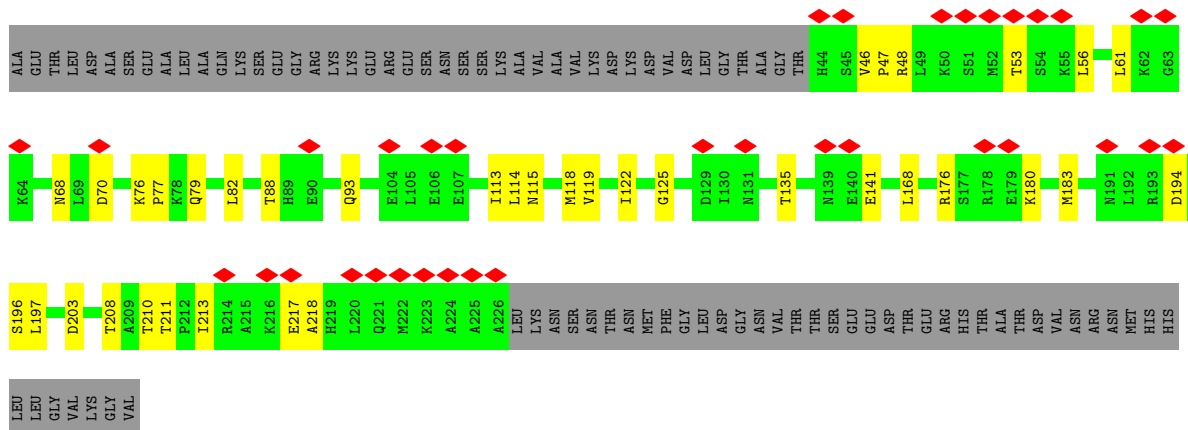 ALA GLU THR LEU ASP ALA SER GLU ALA LEU ALA GLN LYS SER GLU GLY ARG LYS LYS GLU ARG GLU SER ASN SER SER LYS ALA VAL ALA VAL LYS ASP LYS ASP VAL ASP LEU GLY THR ALA GLY THR H44 S45 V46 P47 R48 L49 K50 S51 M52 T53 S54 K55 L56 L61 K62 G63
K64 N68 L69 D70 K76 P77 K78 Q79 L82 T88 H89 E90 Q93 E104 L105 E106 E107 I113 L114 N115 M118 V119 I122 G125 D129 I130 N131 T135 N139 E140 E141 L168 R176 S177 R178 E179 K180 M183 N191 L192 R193 D194
S196 L197 D203 T208 A209 T210 T211 P212 I213 R214 A215 K216 E217 A218 H219 L220 Q221 M222 K223 A224 A225 A226 LEU LYS ASN SER ASN THR ASN MET PHE GLY LEU ASP GLY ASN VAL THR THR SER GLU GLU ASP THR GLU ARG HIS THR ALA THR ASP VAL ASN ARG ASN MET HIS HIS
LEU LEU GLY VAL LYS GLY VAL